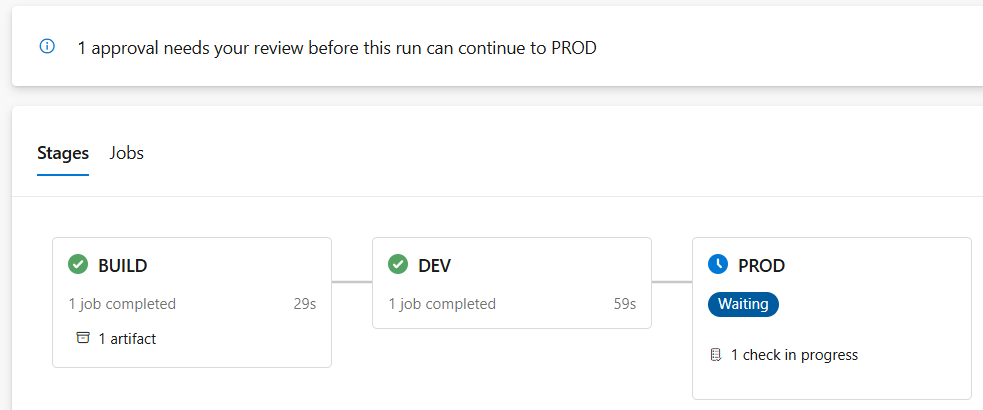 1 approval needs your review before this run can continue to PROD
Stages Jobs
BUILD
1 job completed 29s
1 artifact
DEV
1 job completed 59s
PROD
Waiting
1 check in progress